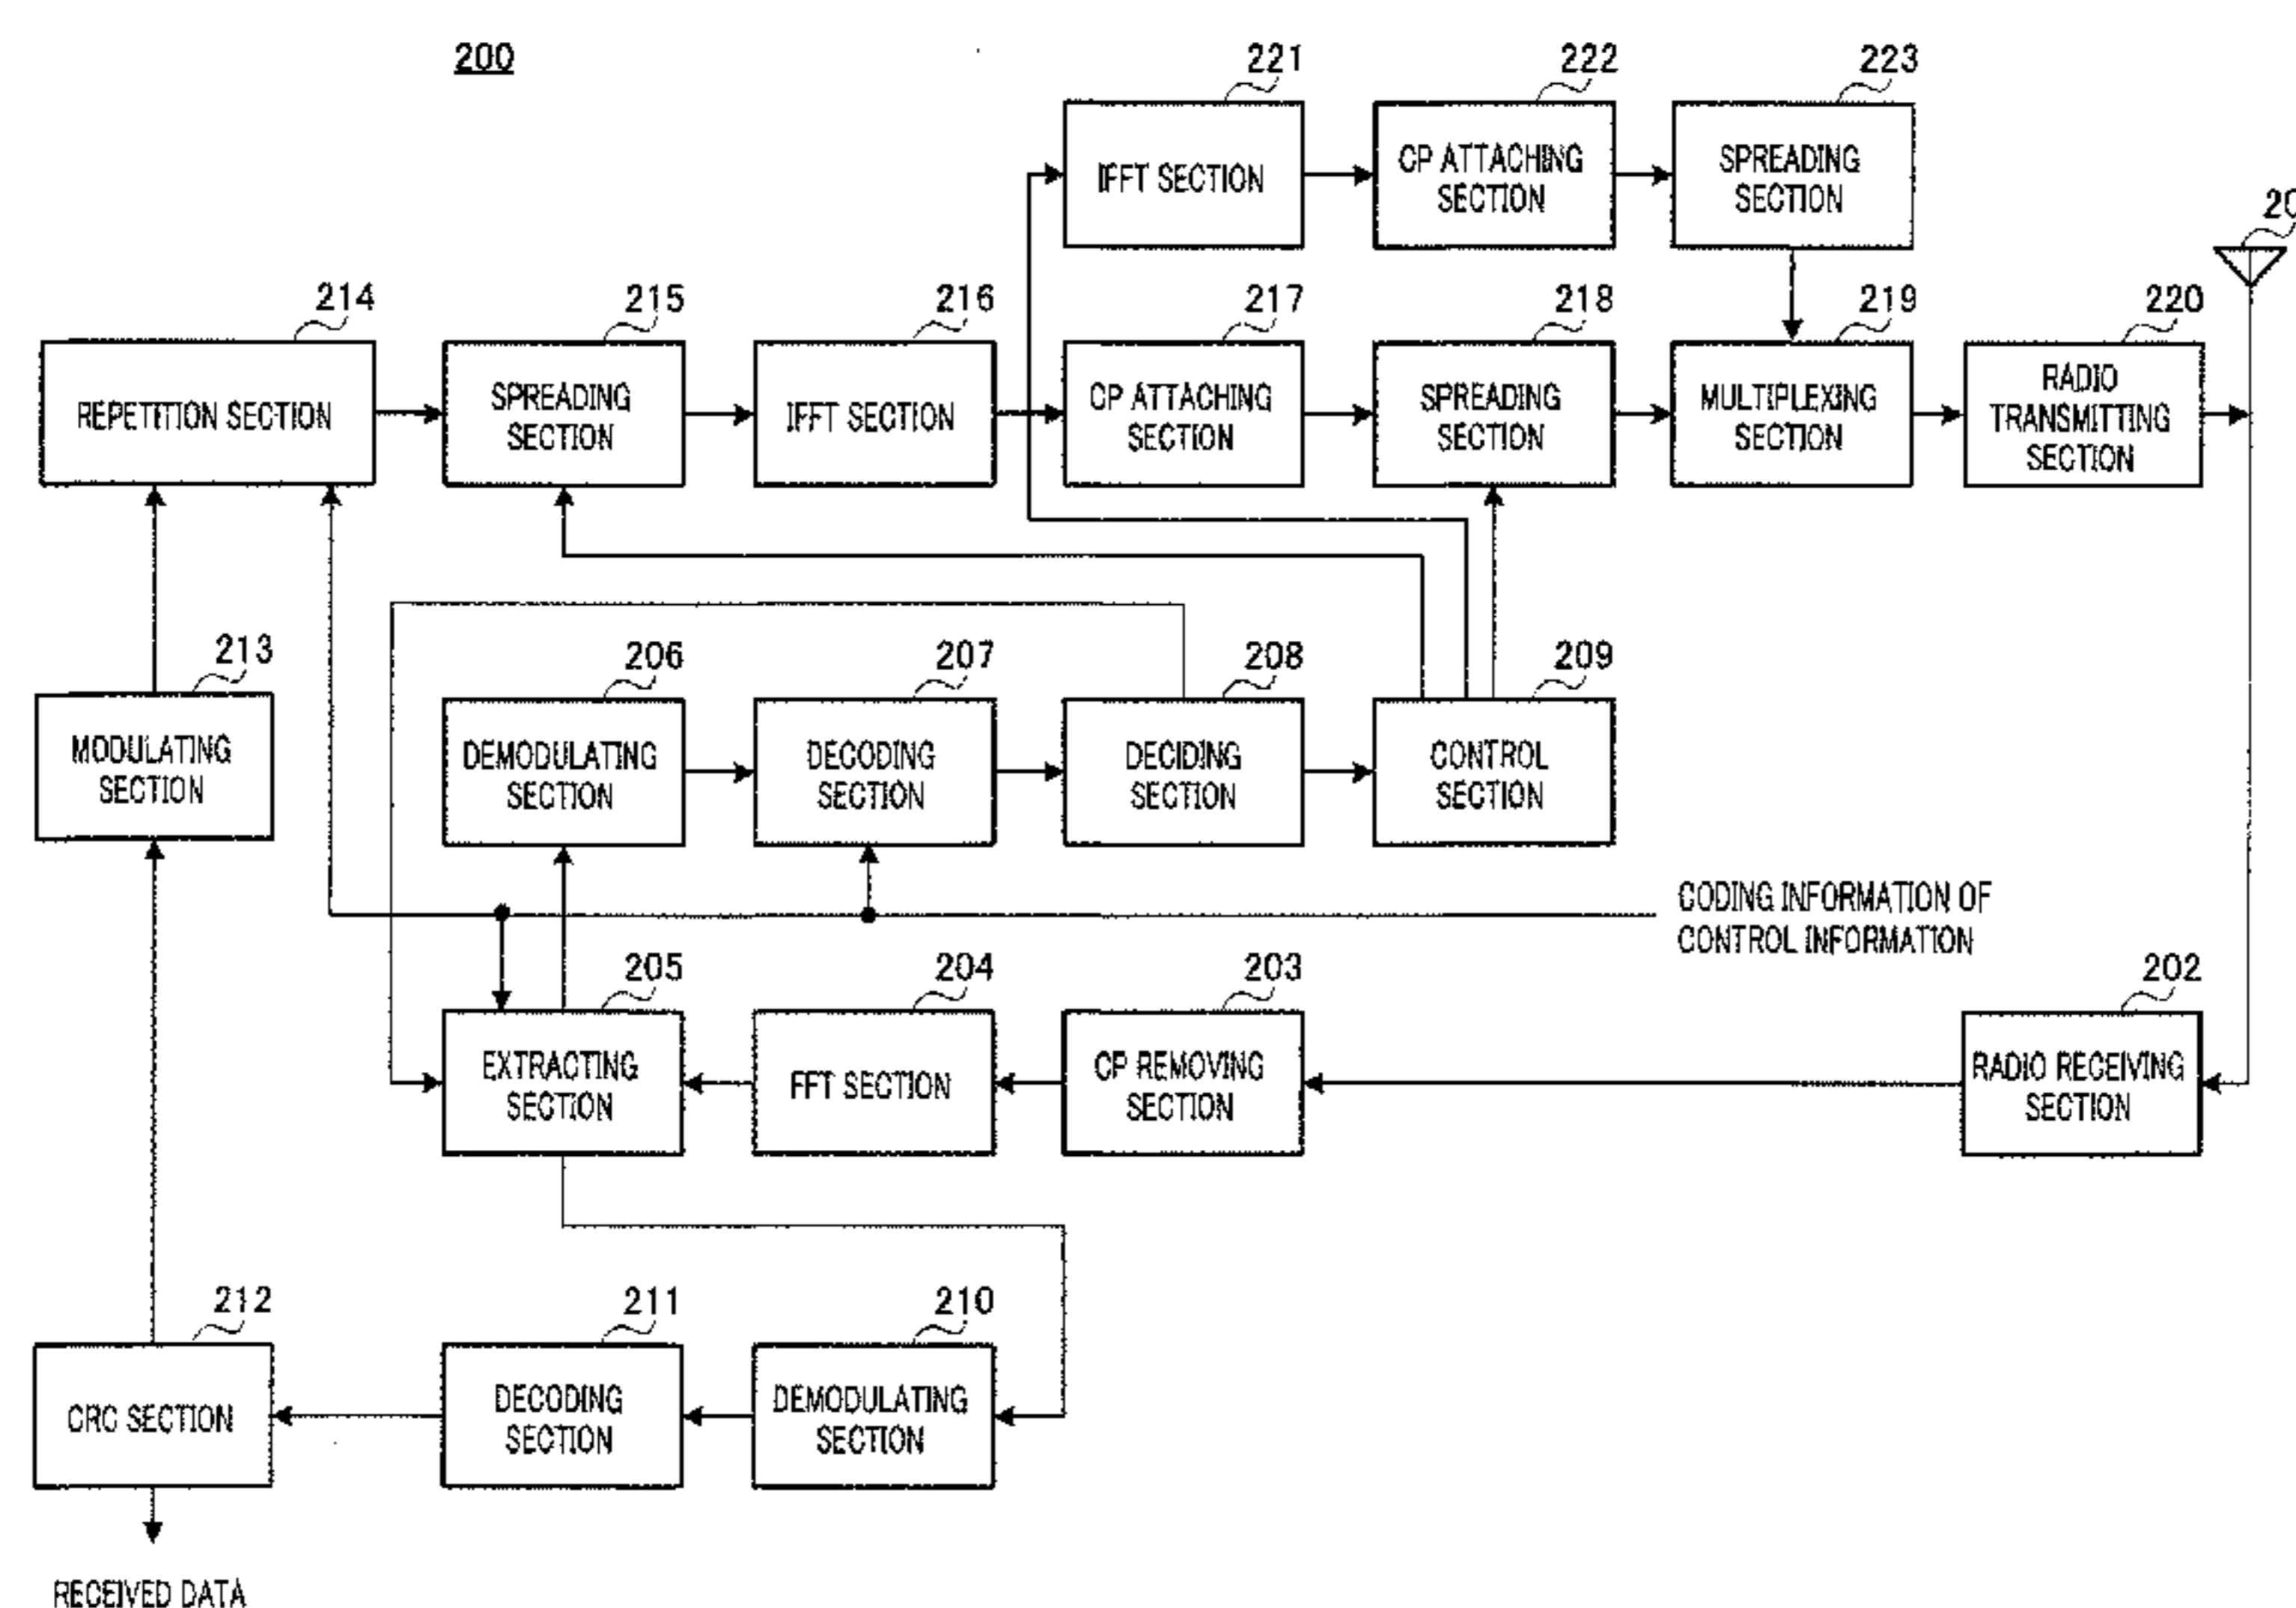 200
221
222
223
IFFT SECTION
CP ATTACHING
SECTION
SPREADING
SECTION
20
214
215
216
217
218
219
220
REPETITION SECTION
SPREADING
SECTION
IFFT SECTION
CP ATTACHING
SECTION
SPREADING
SECTION
MULTIPLEXING
SECTION
RADIO
TRANSMITTING
SECTION
213
206
207
208
209
MODULATING
SECTION
DEMODULATING
SECTION
DECODING
SECTION
DECIDING
SECTION
CONTROL
SECTION
CODING INFORMATION OF
CONTROL INFORMATION
205
204
203
202
EXTRACTING
SECTION
FFT SECTION
CP REMOVING
SECTION
RADIO RECEIVING
SECTION
212
211
210
CRC SECTION
DECODING
SECTION
DEMODULATING
SECTION
RECEIVED DATA